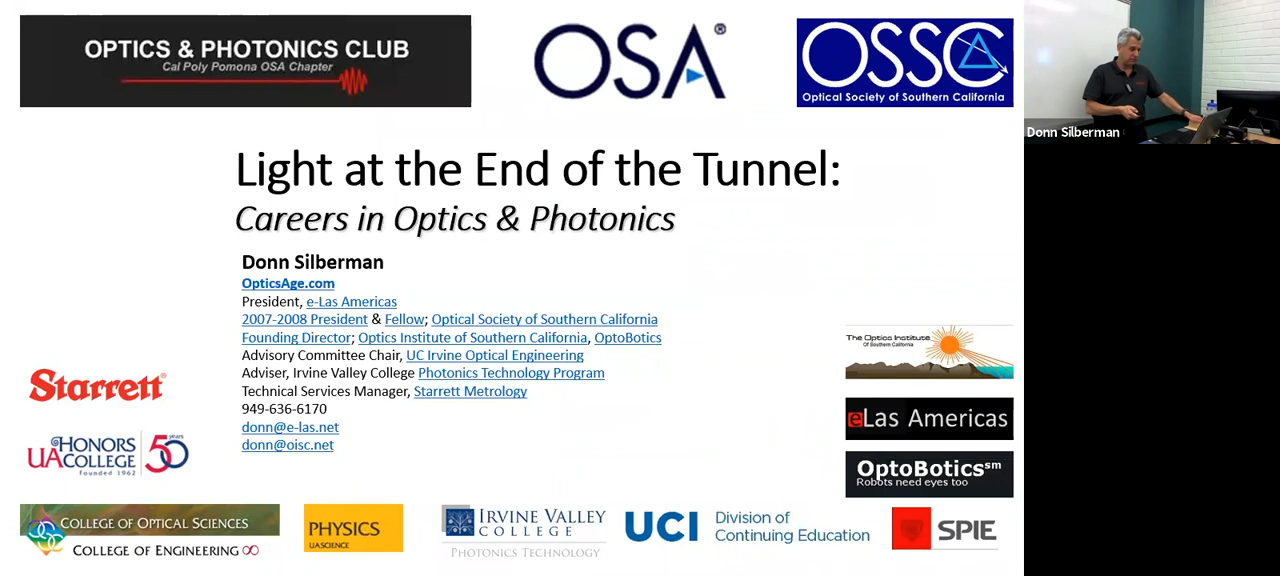 OPTICS & PHOTONICS CLUB
Cal Poly Pomona OSA Chapter
OSA®
OSSC
Optical Society of Southern California
Donn Silberman
Light at the End of the Tunnel:
Careers in Optics & Photonics
Donn Silberman
OpticsAge.com
President, e-Las Americas
2007-2008 President & Fellow; Optical Society of Southern California
Founding Director; Optics Institute of Southern California, OptoBotics
Advisory Committee Chair, UC Irvine Optical Engineering
Adviser, Irvine Valley College Photonics Technology Program
Technical Services Manager, Starrett Metrology
949-636-6170
donn@e-las.net
donn@oisc.net
The Optics Institute
Of Southern California
Starrett®
eLas Americas
HONORS
UA COLLEGE
founded 1962
50 years
OptoBotics℠
Robots need eyes too
COLLEGE OF OPTICAL SCIENCES
COLLEGE OF ENGINEERING
PHYSICS
UA SCIENCE
IRVINE VALLEY
COLLEGE
PHOTONICS TECHNOLOGY
UCI Division of
Continuing Education
SPIE